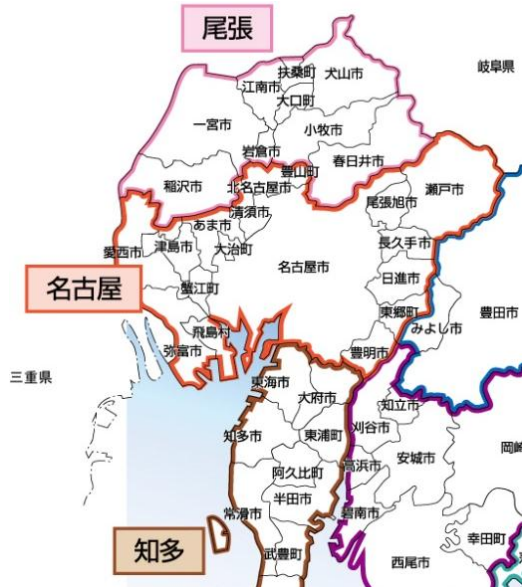 尾張
岐阜県
扶桑町
犬山市
江南市
大口町
一宮市
小牧市
岩倉市
春日井市
豊山町
稲沢市
北名古屋市
瀬戸市
清須市
尾張旭市
あま市
愛西市
津島市
大治町
長久手市
名古屋市
日進市
名古屋
蟹江町
東郷町
みよし市
豊田市
飛島村
弥富市
豊明市
三重県
東海市
大府市
知立市
刈谷市
知多市
東浦町
安城市
岡崎
高浜市
阿久比町
半田市
常滑市
碧南市
知多
武豊町
幸田町
西尾市